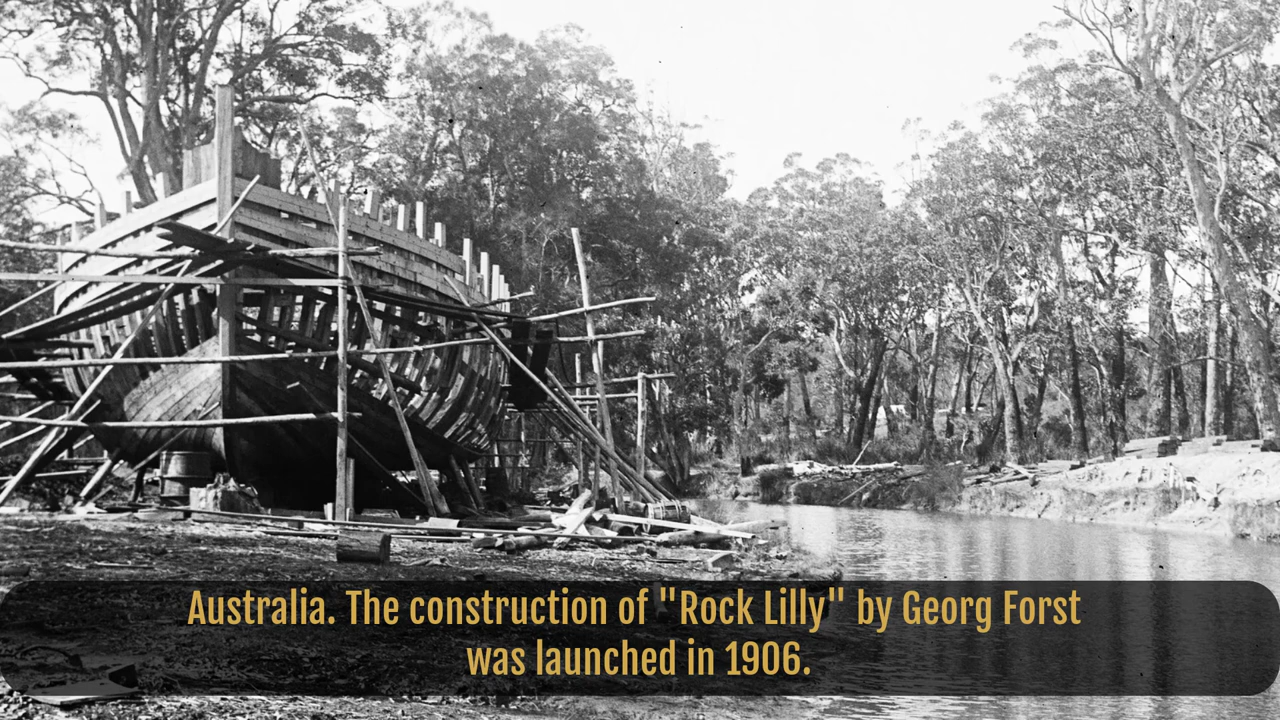 Australia. The construction of "Rock Lilly" by Georg Forst
was launched in 1906.